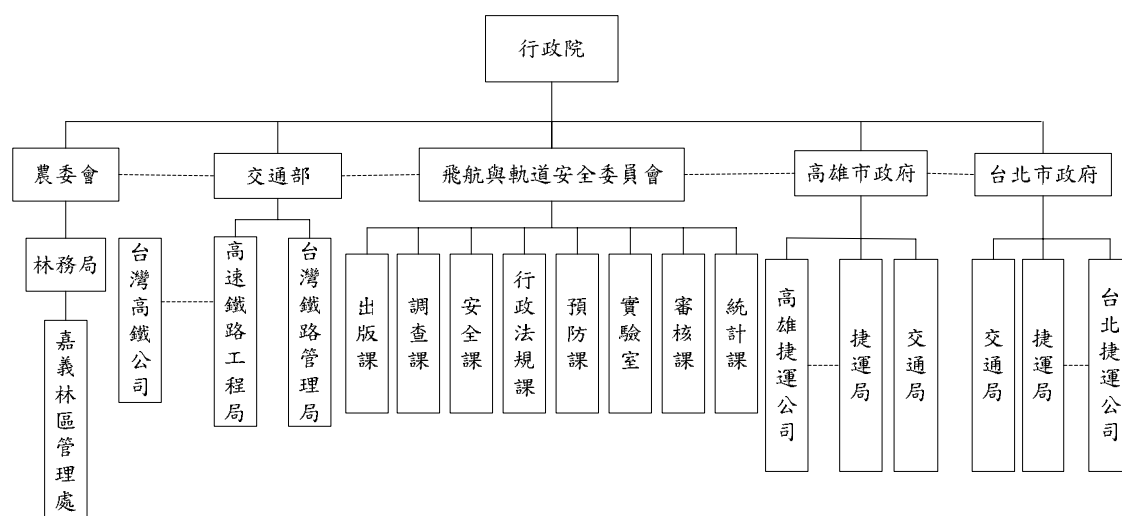 行政院
農委會
交通部
飛航與軌道安全委員會
高雄市政府
台北市政府
林務局
嘉義林區管理處
台灣高鐵公司
高速鐵路工程局
台灣鐵路管理局
出版課
調查課
安全課
行政法規課
預防課
實驗室
審核課
統計課
高雄捷運公司
捷運局
交通局
交通局
捷運局
台北捷運公司